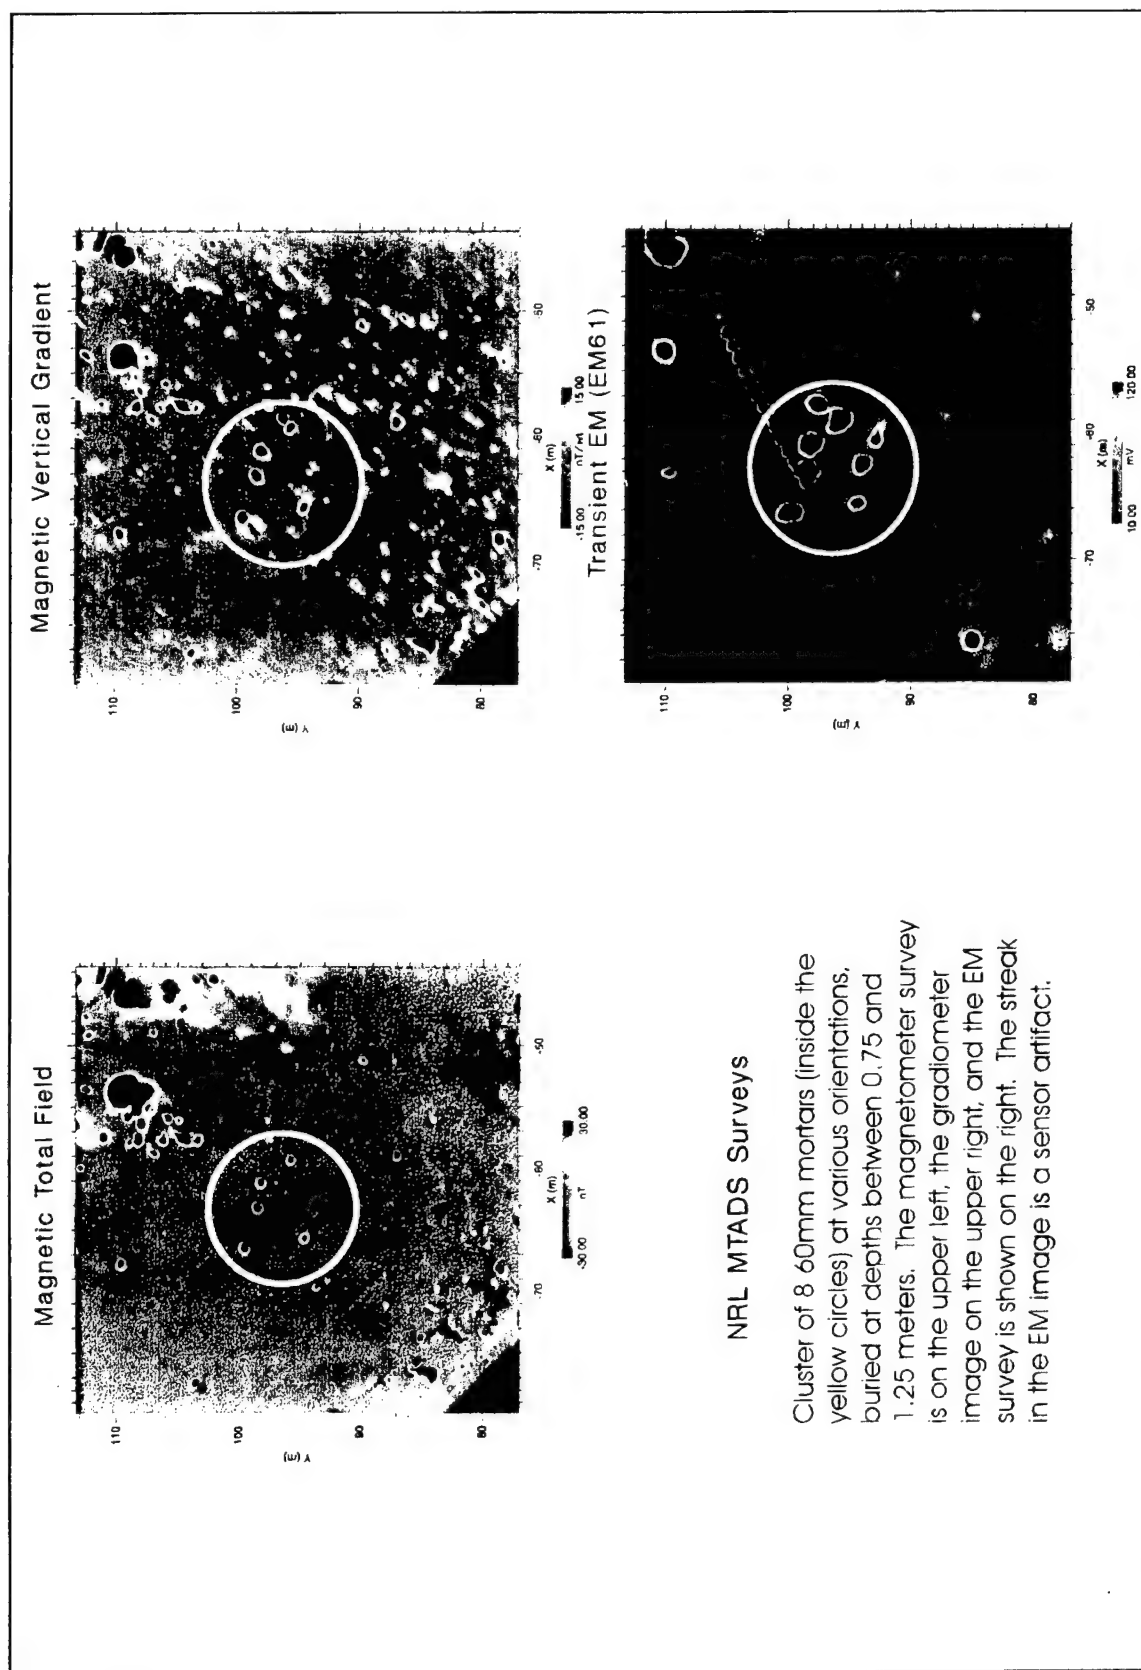 Magnetic Total Field
110
100
90
80
Y (m)
-70
-60
-50
X (m)
-30.00
30.00
nT
Magnetic Vertical Gradient
110
100
90
80
Y (m)
-70
-60
-50
X (m)
-15.00
15.00
nT/m
Transient EM (EM61)
110
100
90
80
Y (m)
-70
-60
-50
X (m)
10.00
120.00
mV
NRL MTADS Surveys
Cluster of 8 60mm mortars (inside the
yellow circles) at various orientations,
buried at depths between 0.75 and
1.25 meters. The magnetometer survey
is on the upper left, the gradiometer
image on the upper right, and the EM
survey is shown on the right. The streak
in the EM image is a sensor artifact.